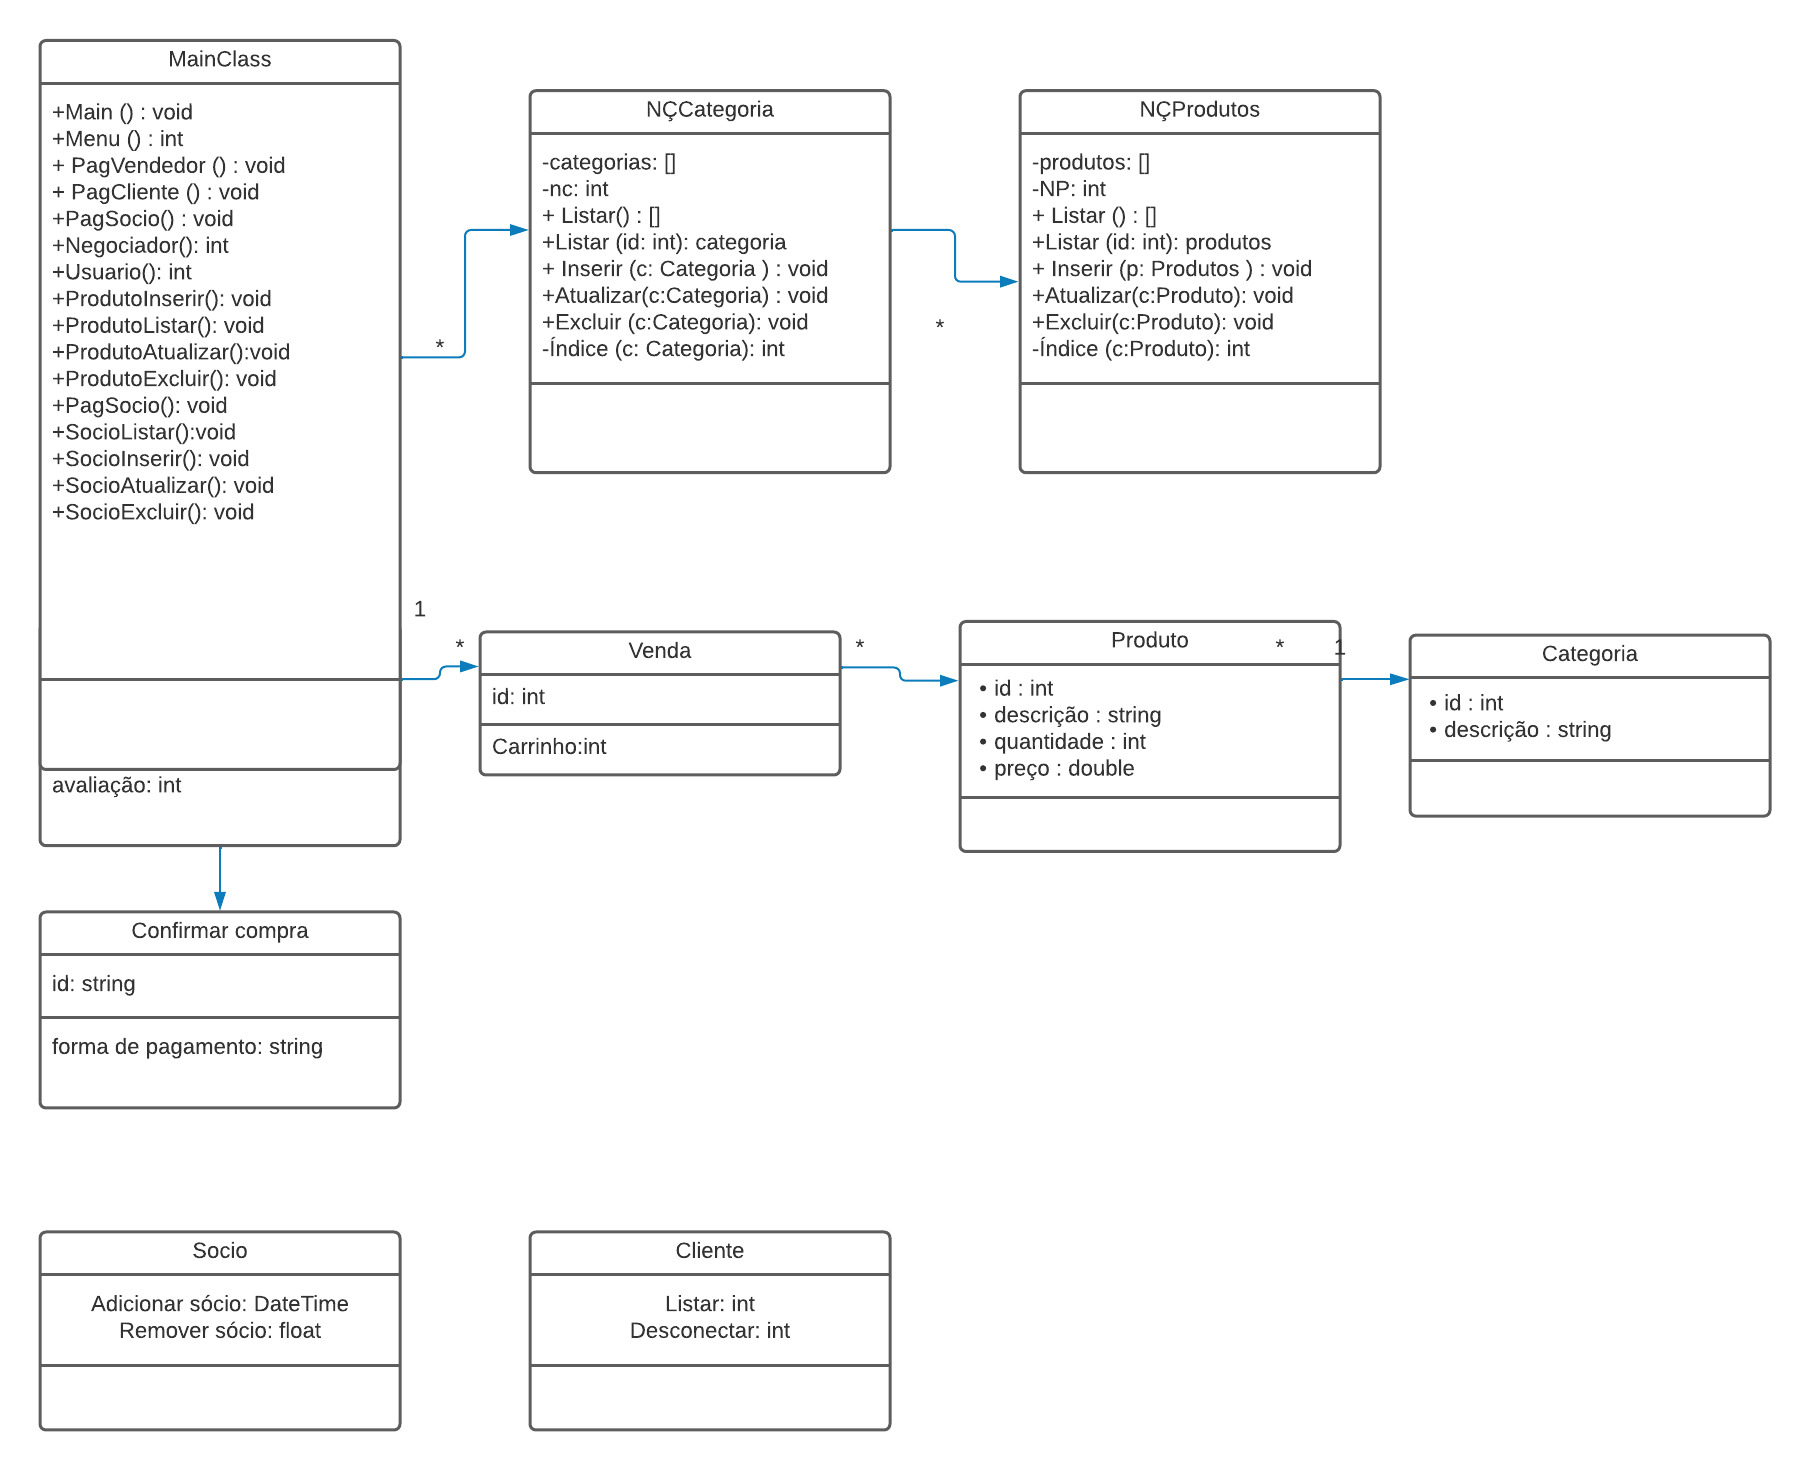 MainClass
+Main () : void
+Menu () : int
+ PagVendedor () : void
+ PagCliente () : void
+PagSocio() : void
+Negociador(): int
+Usuario(): int
+ProdutoInserir(): void
+ProdutoListar(): void
+ProdutoAtualizar():void
+ProdutoExcluir(): void
+PagSocio(): void
+SocioListar():void
+SocioInserir(): void
+SocioAtualizar(): void
+SocioExcluir(): void
avaliação: int
*
NÇCategoria
-categorias: []
-nc: int
+ Listar() : []
+Listar (id: int): categoria
+ Inserir (c: Categoria ) : void
+Atualizar(c:Categoria) : void
+Excluir (c:Categoria): void
-Índice (c: Categoria): int
*
NÇProdutos
-produtos: []
-NP: int
+ Listar () : []
+Listar (id: int): produtos
+ Inserir (p: Produtos ) : void
+Atualizar(c:Produto): void
+Excluir(c:Produto): void
-Índice (c:Produto): int
1
*
Venda
id: int
Carrinho:int
*
Produto
• id : int
• descrição : string
• quantidade : int
• preço : double
*
1
Categoria
• id : int
• descrição : string
Confirmar compra
id: string
forma de pagamento: string
Socio
Adicionar sócio: DateTime
Remover sócio: float
Cliente
Listar: int
Desconectar: int